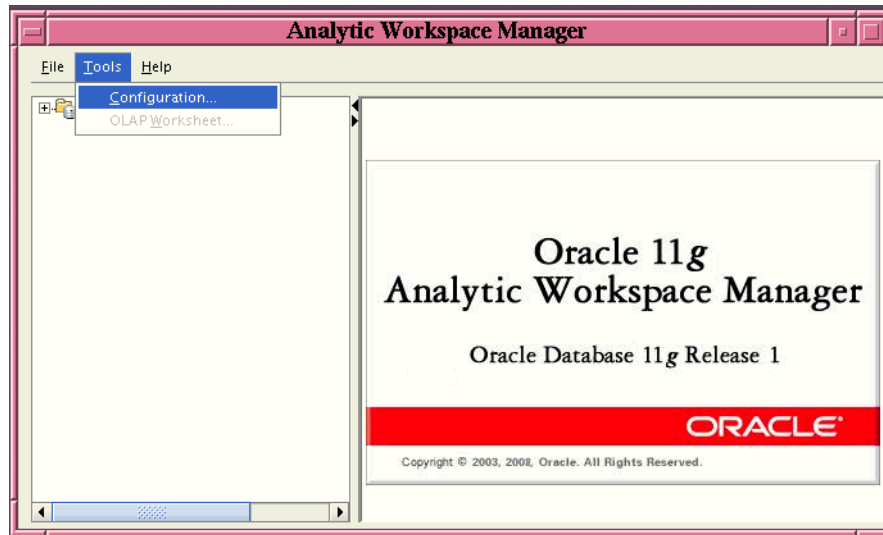 Analytic Workspace Manager
File Tools Help
Configuration...
OLAP Worksheet...
Oracle 11g
Analytic Workspace Manager
Oracle Database 11g Release 1
ORACLE
Copyright © 2003, 2008, Oracle. All Rights Reserved.